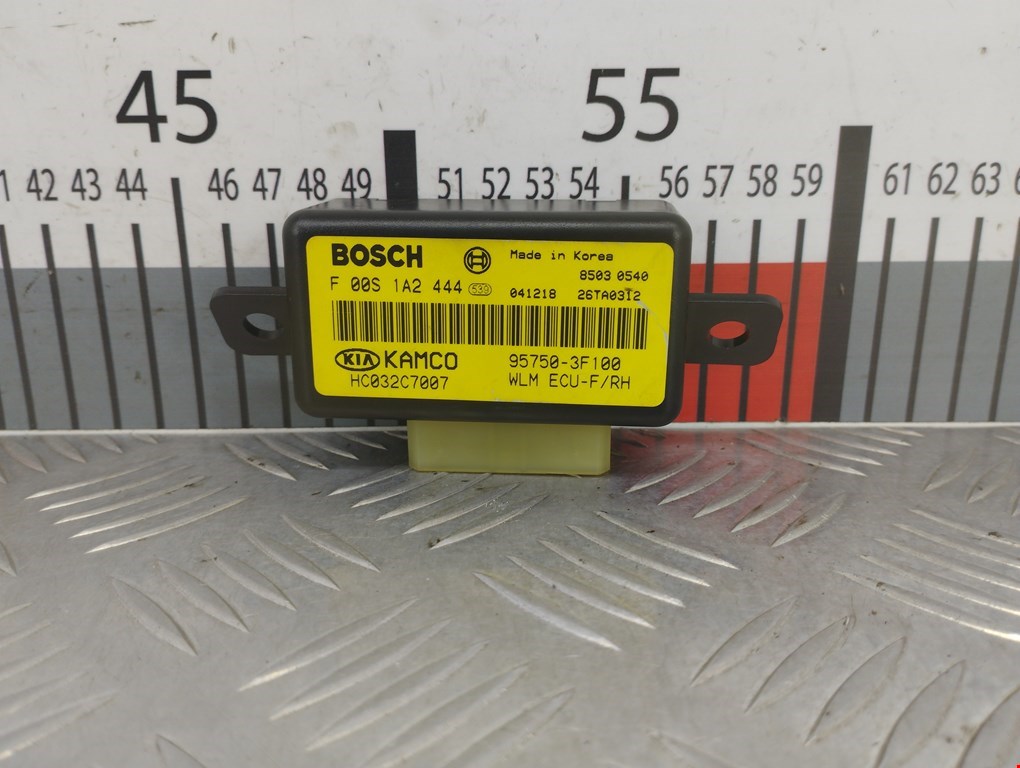 45 55
41 42 43 44 46 47 48 49 51 52 53 54 56 57 58 59 61 62 63
BOSCH Made in Korea
8503 0540
F 00S 1A2 444 539 041218 26TA0312
KIA KAMCO 95750-3F100
HC032C7007 WLM ECU-F/RH